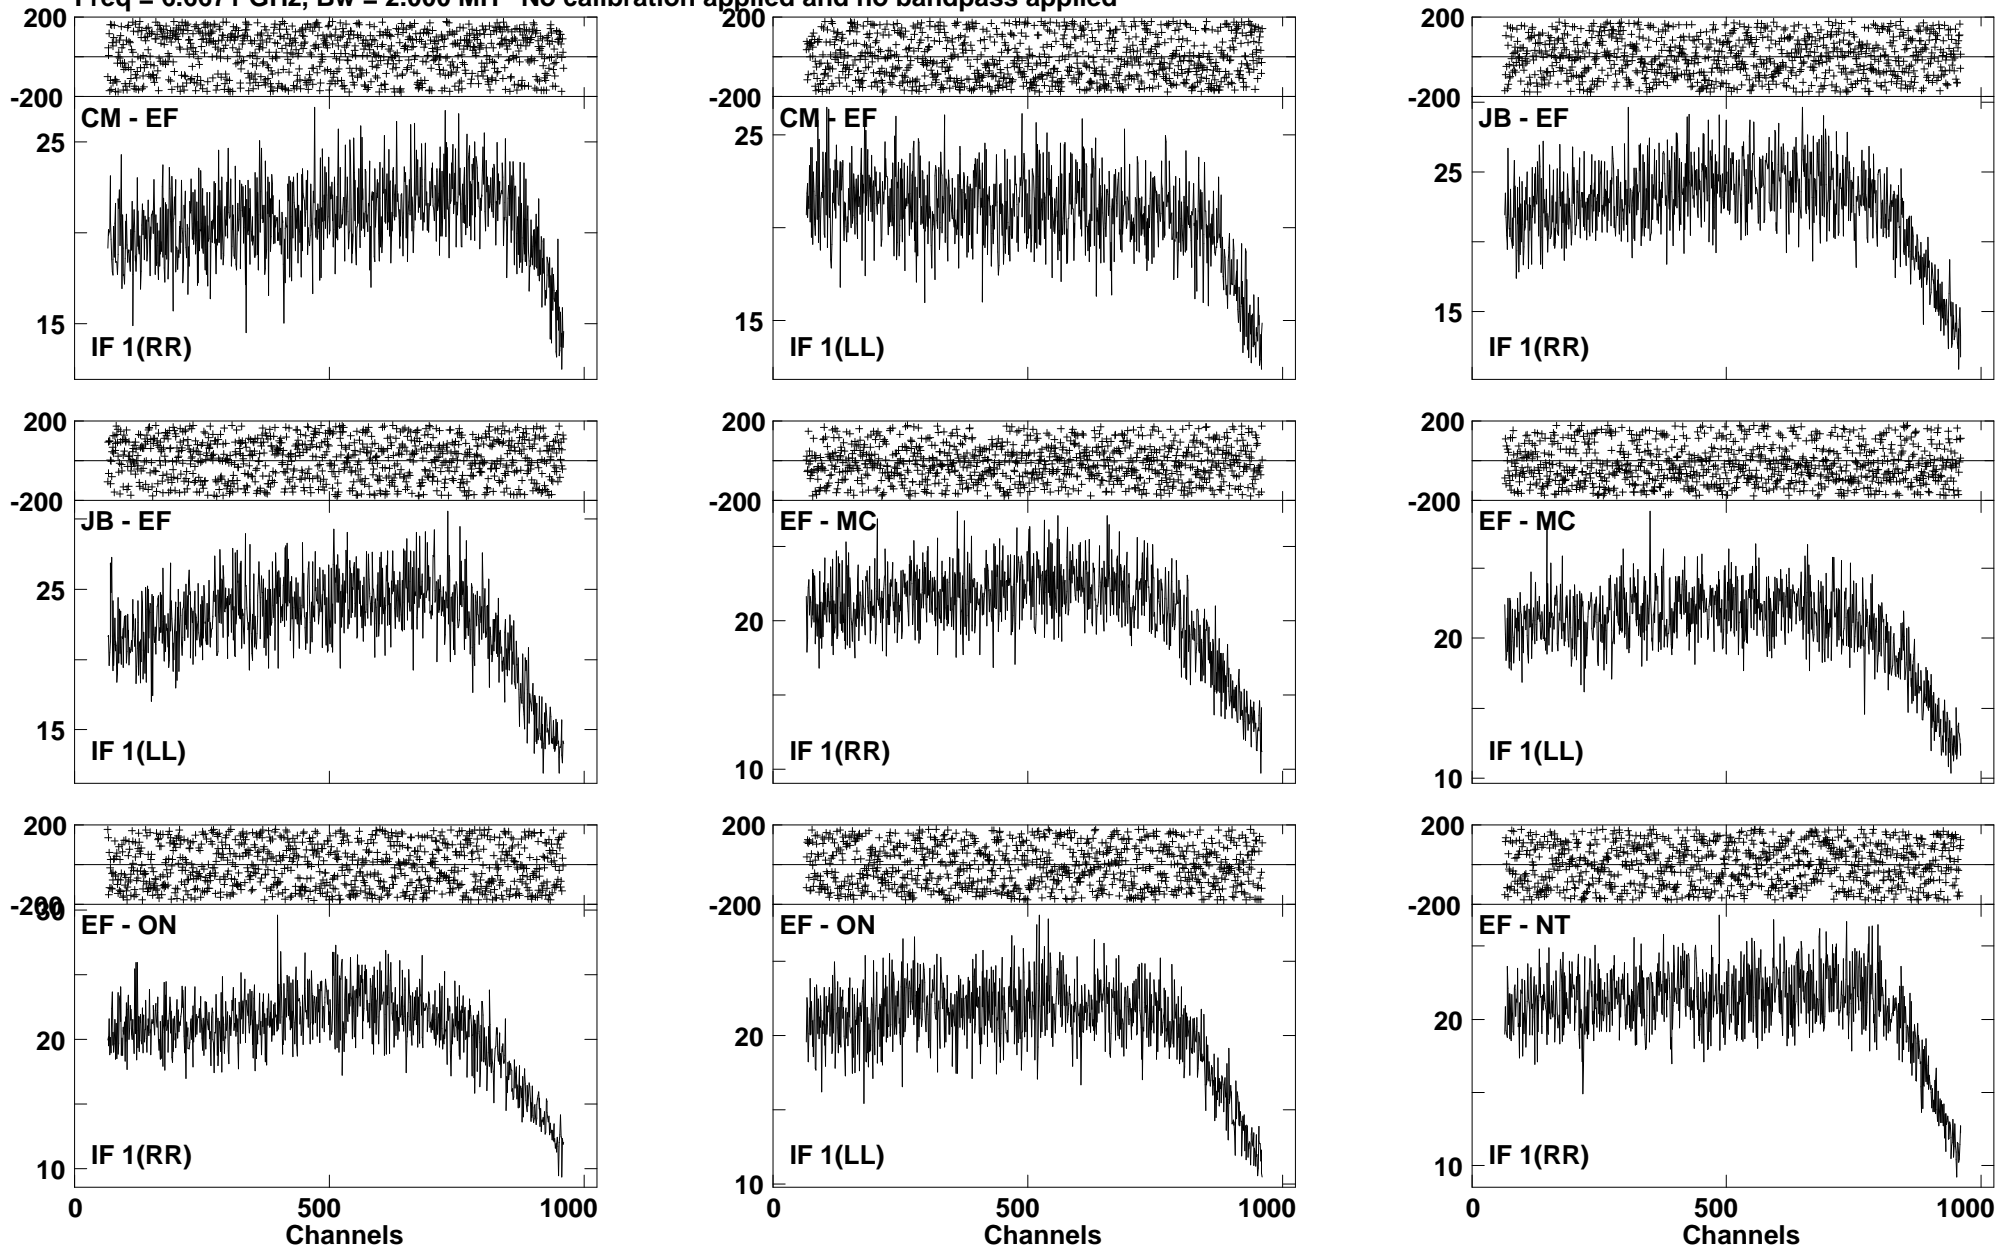 200
200
200
-200
-200
-200
CM - EF
CM - EF
JB - EF
25
25
25
15
15
15
IF 1(RR)
IF 1(LL)
IF 1(RR)
200
200
200
-200
-200
-200
JB - EF
EF - MC
EF - MC
25
20
20
15
10
10
IF 1(LL)
IF 1(RR)
IF 1(LL)
200
200
200
-200
-200
-200
30
EF - ON
EF - ON
EF - NT
20
20
20
10
10
10
IF 1(RR)
IF 1(LL)
IF 1(RR)
0 500 1000
0 500 1000
0 500 1000
Channels
Channels
Channels
No calibration applied and no bandpass applied